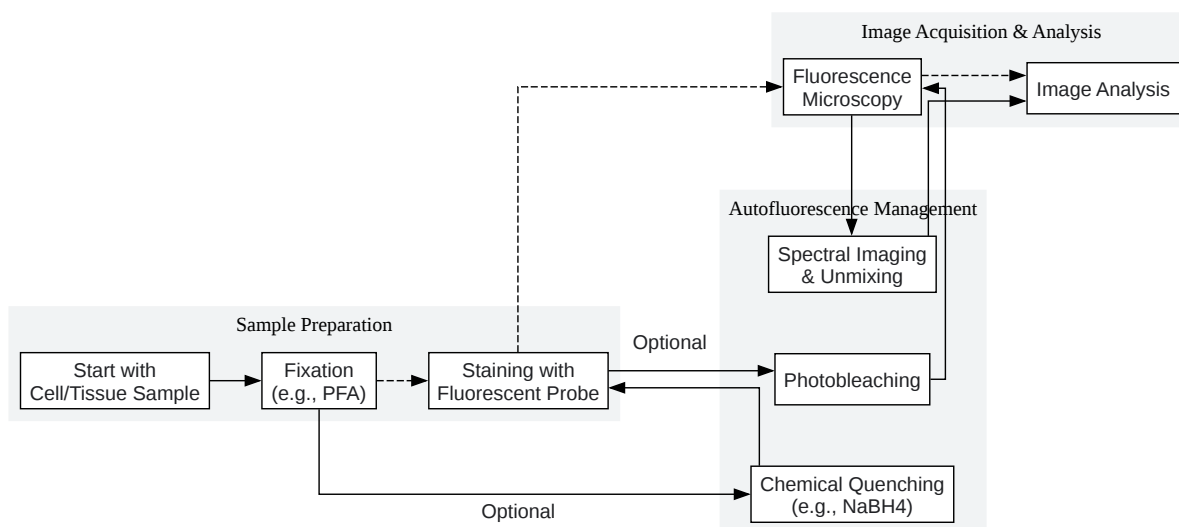 Image Acquisition & Analysis
Fluorescence
Microscopy
Image Analysis
Autofluorescence Management
Spectral Imaging
& Unmixing
Sample Preparation
Start with
Cell/Tissue Sample
Fixation
(e.g., PFA)
Staining with
Fluorescent Probe
Optional
Photobleaching
Chemical Quenching
(e.g., NaBH4)
Optional